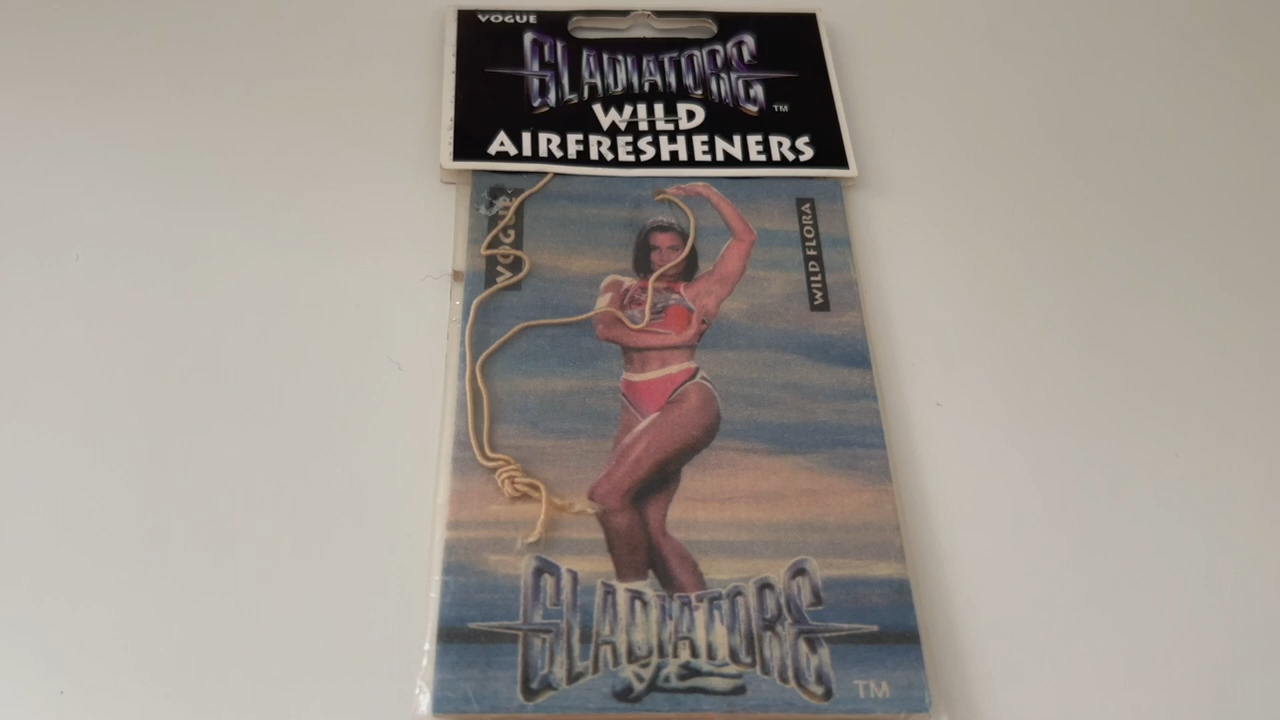 VOGUE
GLADIATORS
TM
WILD
AIRFRESHENERS
VOGUE
WILD FLORA
GLADIATORS
TM